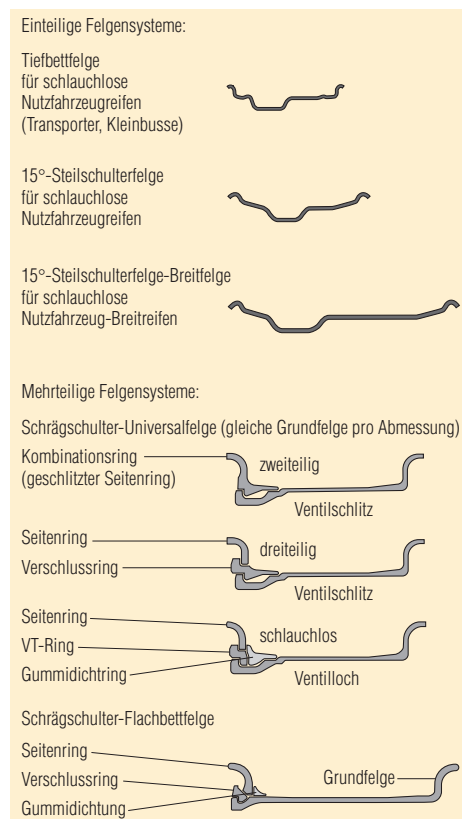 Einteilige Felgensysteme:
Tiefbettfelge
für schlauchlose
Nutzfahrzeugreifen
(Transporter, Kleinbusse)
15°-Steilschulterfelge
für schlauchlose
Nutzfahrzeugreifen
15°-Steilschulterfelge-Breitfelge
für schlauchlose
Nutzfahrzeug-Breitreifen
Mehrteilige Felgensysteme:
Schrägschulter-Universalfelge (gleiche Grundfelge pro Abmessung)
Kombinationsring
(geschlitzter Seitenring)
zweiteilig
Ventilschlitz
Seitenring
dreiteilig
Verschlussring
Ventilschlitz
Seitenring
schlauchlos
VT-Ring
Gummidichtring
Ventilloch
Schrägschulter-Flachbettfelge
Seitenring
Verschlussring
Grundfelge
Gummidichtung